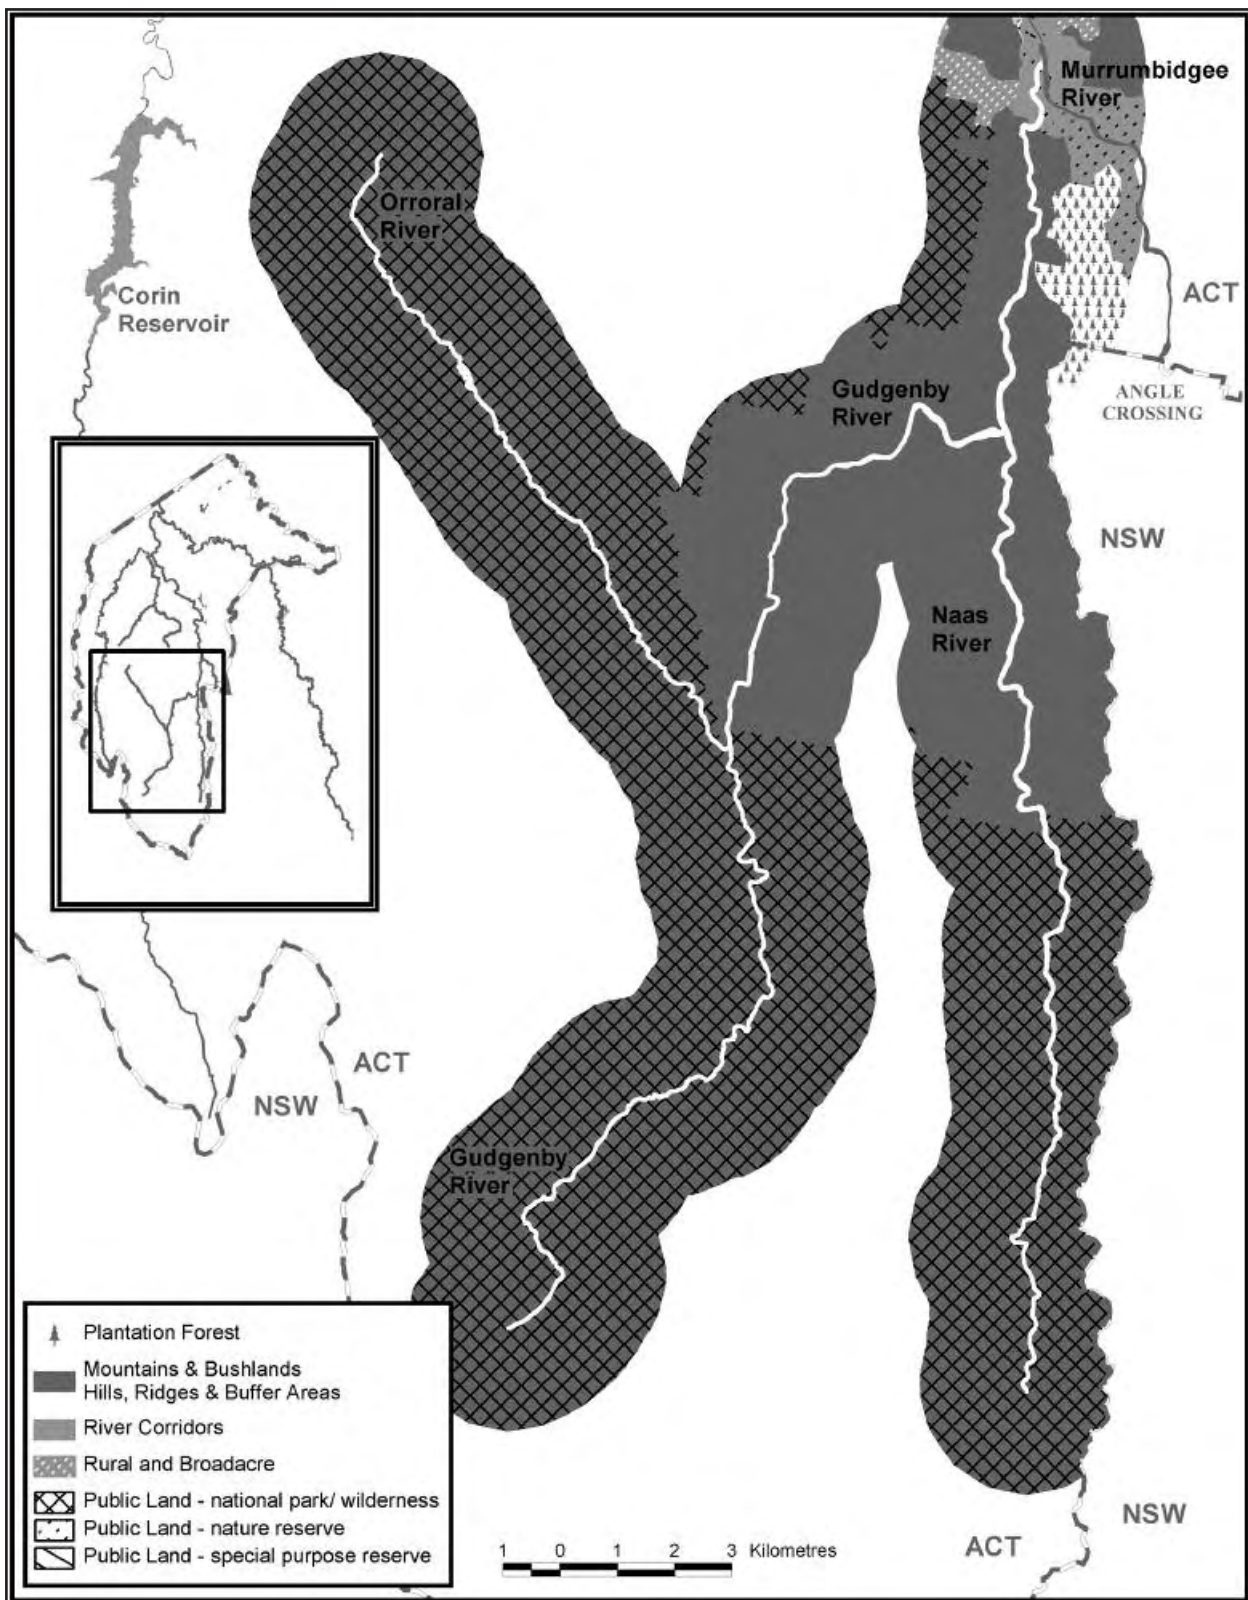 Murrumbidgee
River
Orroral
River
Corin
Reservoir
ACT
Gudgenby
River
ANGLE
CROSSING
NSW
Naas
River
ACT
NSW
Gudgenby
River
Plantation Forest
Mountains & Bushlands
Hills, Ridges & Buffer Areas
River Corridors
Rural and Broadacre
Public Land - national park/ wilderness
Public Land - nature reserve
Public Land - special purpose reserve
1 0 1 2 3 Kilometres
NSW
ACT